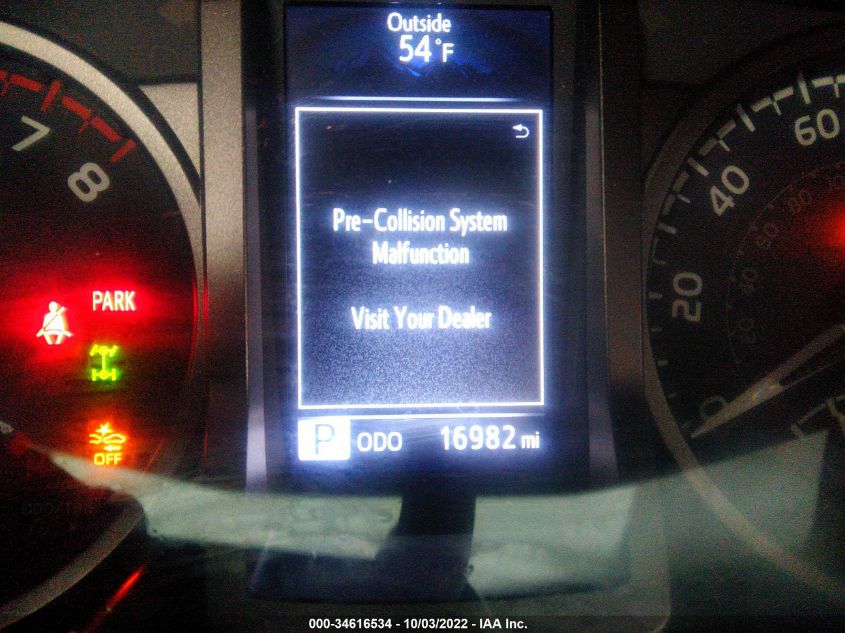 Outside
54°F
Pre-Collision System
Malfunction
Visit Your Dealer
P ODO 16982 mi
7
8
PARK
OFF
60
40
20
0
000-34616534 - 10/03/2022 - IAA Inc.